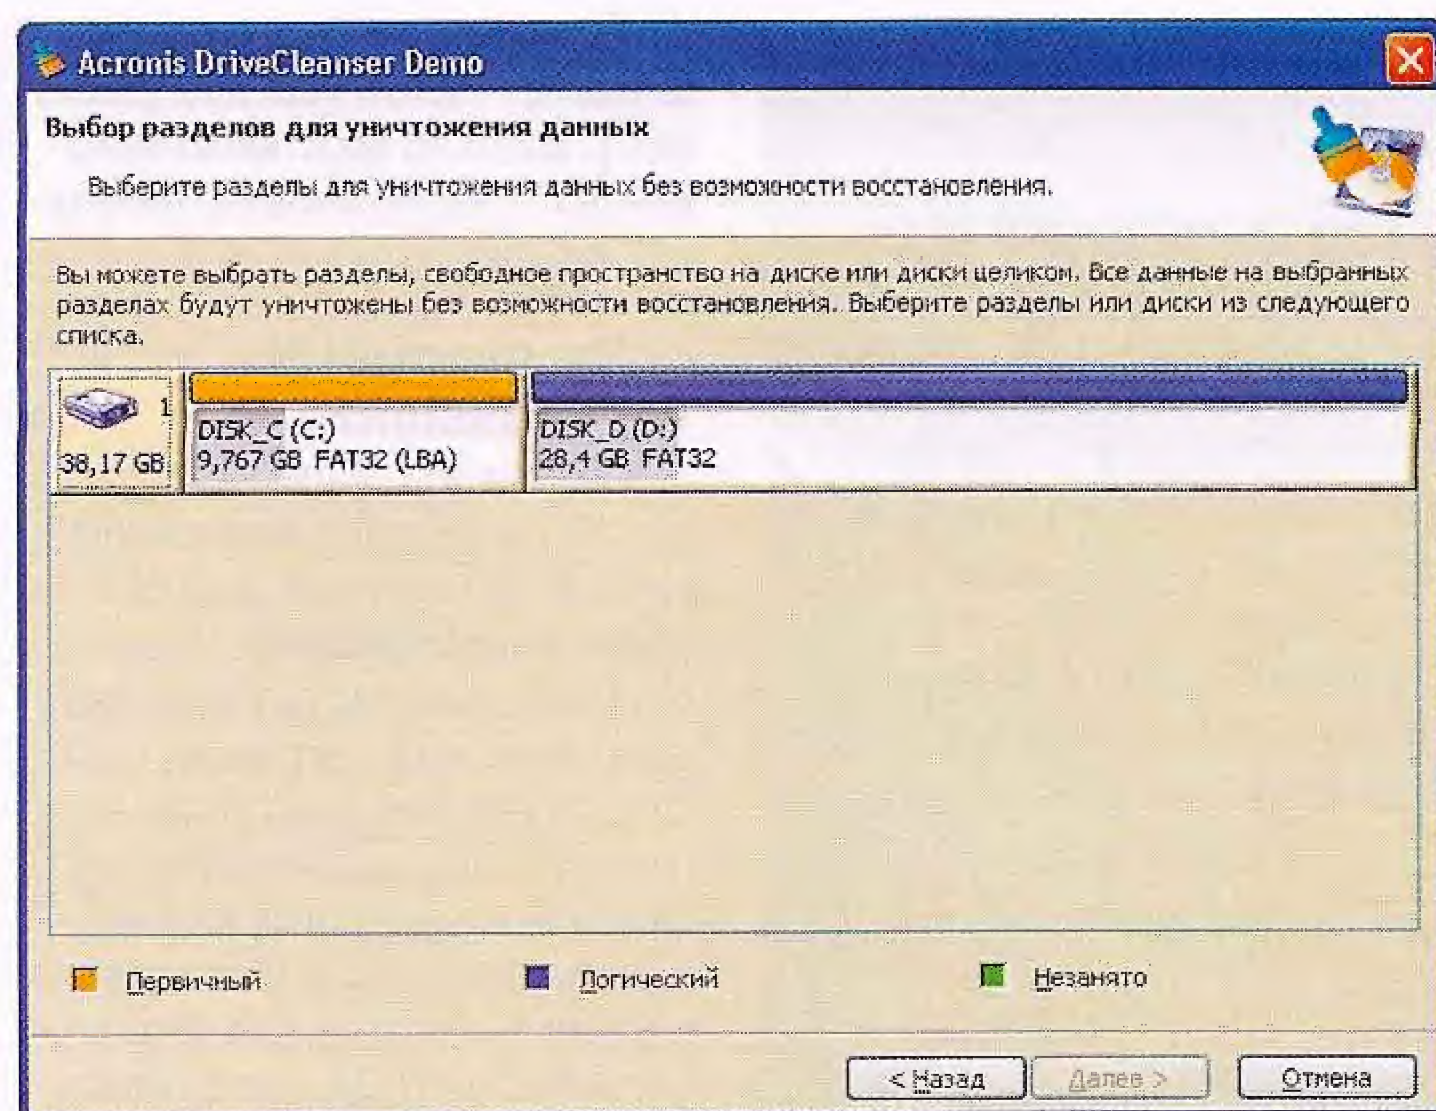 Acronis DriveCleanser Demo
Выбор разделов для уничтожения данных
Выберите разделы для уничтожения данных без возможности восстановления.
Вы можете выбрать разделы, свободное пространство на диске или диски целиком. Все данные на выбранных
разделах будут уничтожены без возможности восстановления. Выберите разделы или диски из следующего
списка.
1
38,17 GB
DISK_C (C:)
9,767 GB FAT32 (LBA)
DISK_D (D:)
28,4 GB FAT32
Первичный
Логический
Незанято
< Назад
Далее >
Отмена